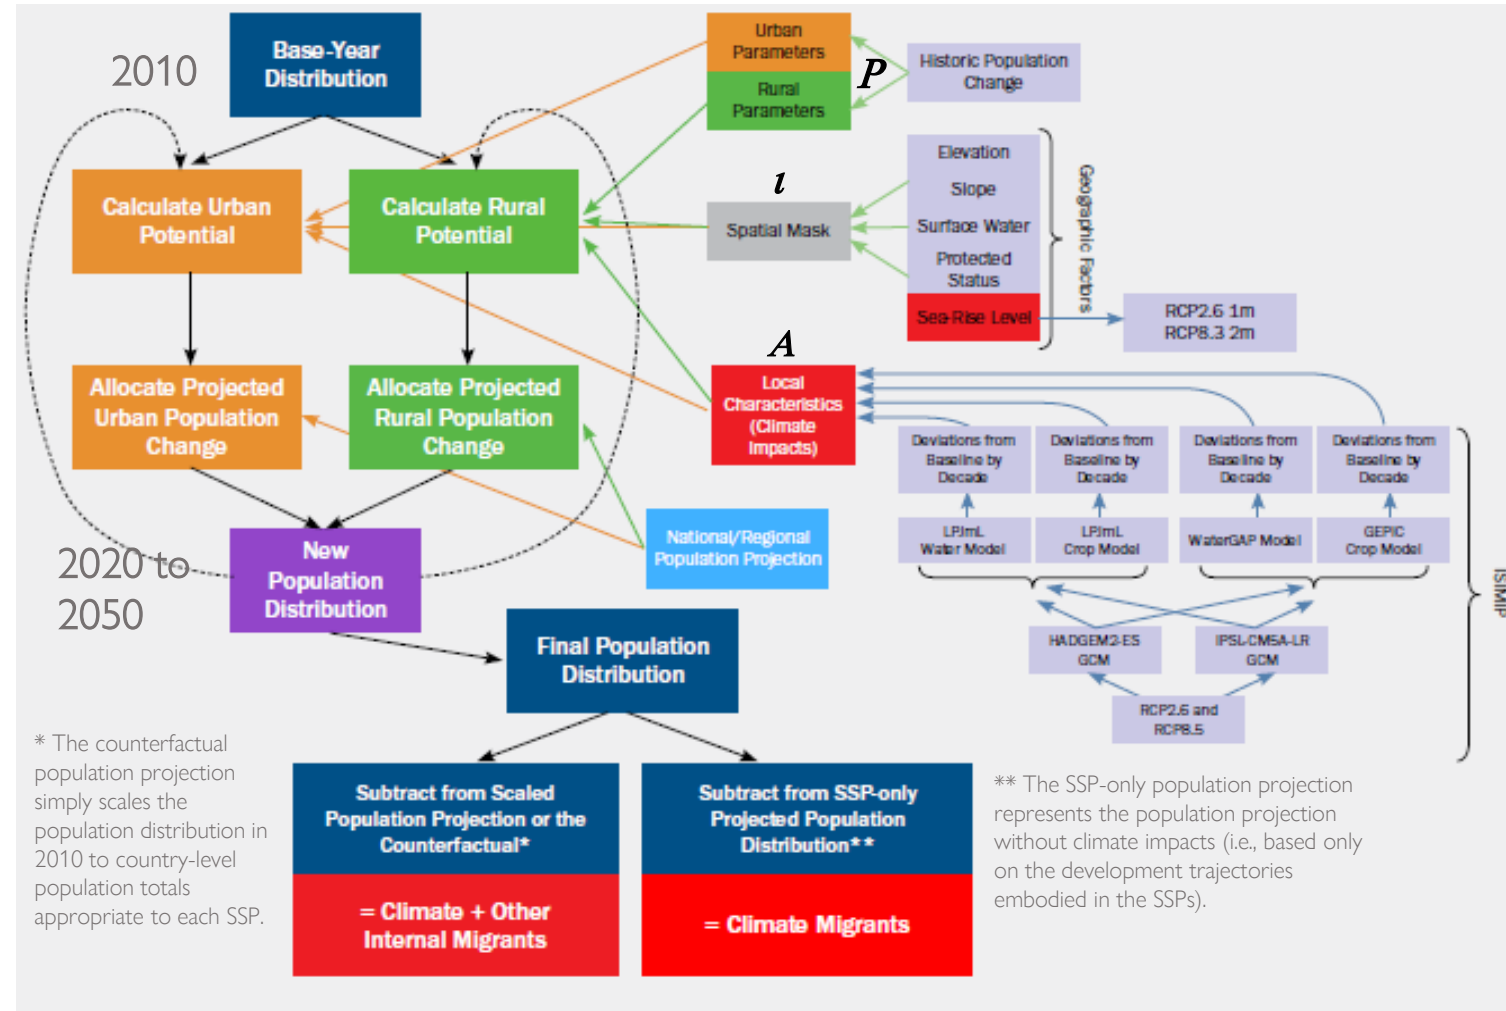 2010
Base-Year
Distribution
Urban
Parameters
Rural
Parameters
P
Historic Population
Change
Calculate Urban
Potential
Calculate Rural
Potential
ι
Spatial Mask
Elevation
Slope
Surface Water
Protected
Status
Sea-Rise Level
Geographic Factors
RCP2.6 1m
RCP8.3 2m
A
Local
Characteristics
(Climate
Impacts)
Allocate Projected
Urban Population
Change
Allocate Projected
Rural Population
Change
Deviations from
Baseline by
Decade
Deviations from
Baseline by
Decade
Deviations from
Baseline by
Decade
Deviations from
Baseline by
Decade
LPJmL
Water Model
LPJmL
Crop Model
WaterGAP Model
GEPIC
Crop Model
ISIMIP
National/Regional
Population Projection
2020 to
2050
New
Population
Distribution
HADGEM2-ES
GCM
IPSL-CM5A-LR
GCM
RCP2.6 and
RCP8.5
Final Population
Distribution
* The counterfactual
population projection
simply scales the
population distribution in
2010 to country-level
population totals
appropriate to each SSP.
Subtract from Scaled
Population Projection or the
Counterfactual*
= Climate + Other
Internal Migrants
Subtract from SSP-only
Projected Population
Distribution**
= Climate Migrants
** The SSP-only population projection
represents the population projection
without climate impacts (i.e., based only
on the development trajectories
embodied in the SSPs).